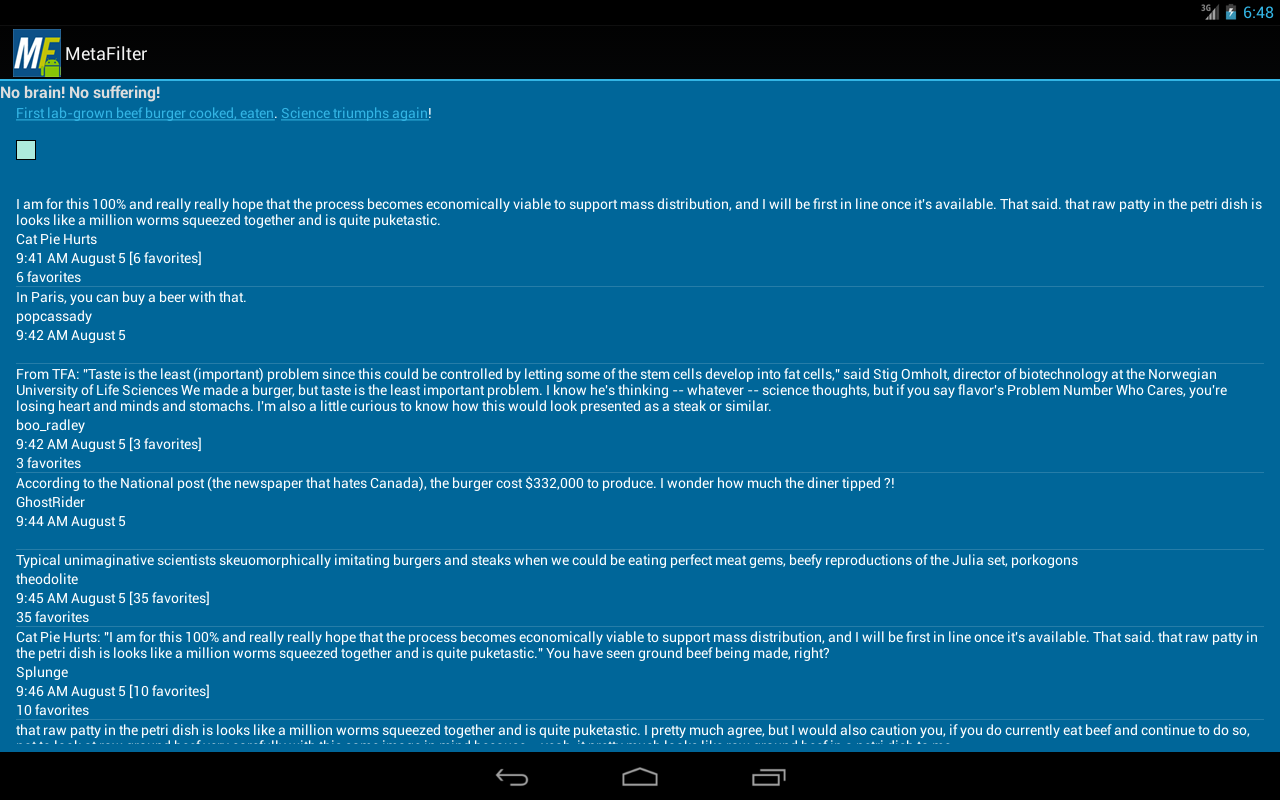 3G 6:48
MF MetaFilter
No brain! No suffering!
First lab-grown beef burger cooked, eaten. Science triumphs again!
I am for this 100% and really really hope that the process becomes economically viable to support mass distribution, and I will be first in line once it's available. That said. that raw patty in the petri dish is
looks like a million worms squeezed together and is quite puketastic.
Cat Pie Hurts
9:41 AM August 5 [6 favorites]
6 favorites
In Paris, you can buy a beer with that.
popcassady
9:42 AM August 5
From TFA: "Taste is the least (important) problem since this could be controlled by letting some of the stem cells develop into fat cells," said Stig Omholt, director of biotechnology at the Norwegian
University of Life Sciences We made a burger, but taste is the least important problem. I know he's thinking -- whatever -- science thoughts, but if you say flavor's Problem Number Who Cares, you're
losing heart and minds and stomachs. I'm also a little curious to know how this would look presented as a steak or similar.
boo_radley
9:42 AM August 5 [3 favorites]
3 favorites
According to the National post (the newspaper that hates Canada), the burger cost $332,000 to produce. I wonder how much the diner tipped ?!
GhostRider
9:44 AM August 5
Typical unimaginative scientists skeuomorphically imitating burgers and steaks when we could be eating perfect meat gems, beefy reproductions of the Julia set, porkogons
theodolite
9:45 AM August 5 [35 favorites]
35 favorites
Cat Pie Hurts: "I am for this 100% and really really hope that the process becomes economically viable to support mass distribution, and I will be first in line once it's available. That said. that raw patty in
the petri dish is looks like a million worms squeezed together and is quite puketastic." You have seen ground beef being made, right?
Splunge
9:46 AM August 5 [10 favorites]
10 favorites
that raw patty in the petri dish is looks like a million worms squeezed together and is quite puketastic. I pretty much agree, but I would also caution you, if you do currently eat beef and continue to do so,